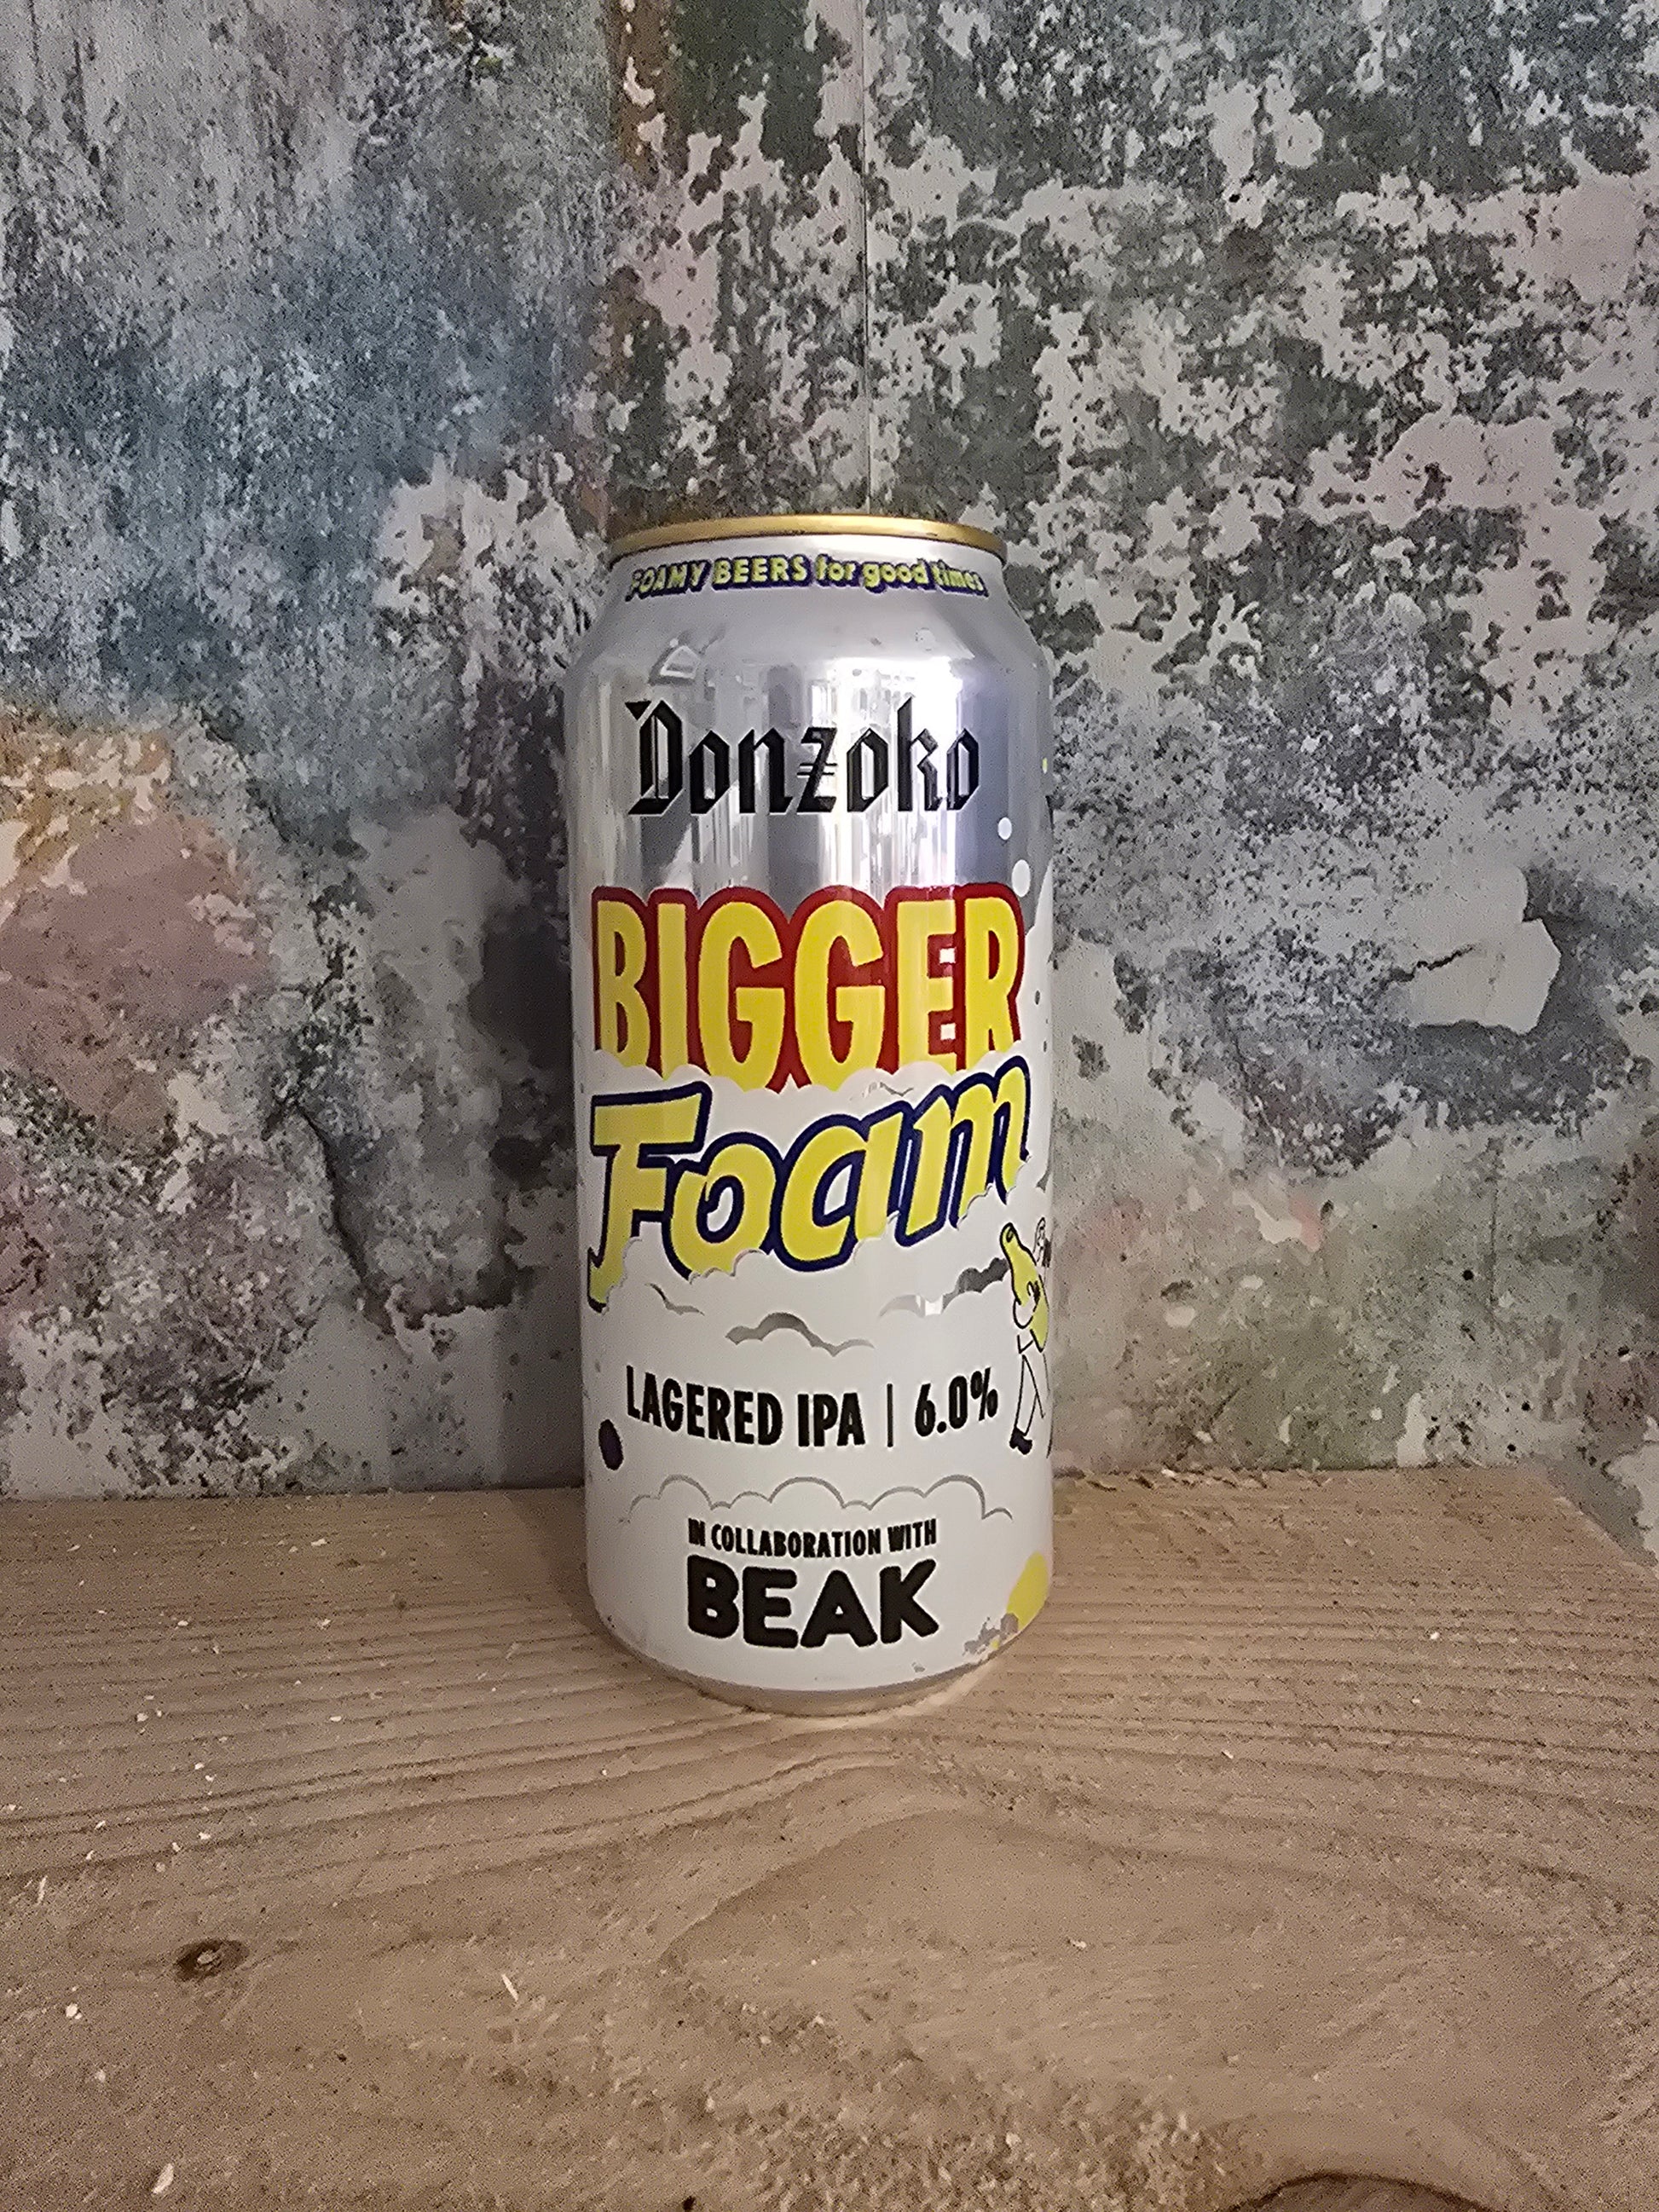 FOAMY BEERS for good times
Donzoko
BIGGER
Foam
LAGERED IPA | 6.0%
IN COLLABORATION WITH
BEAK